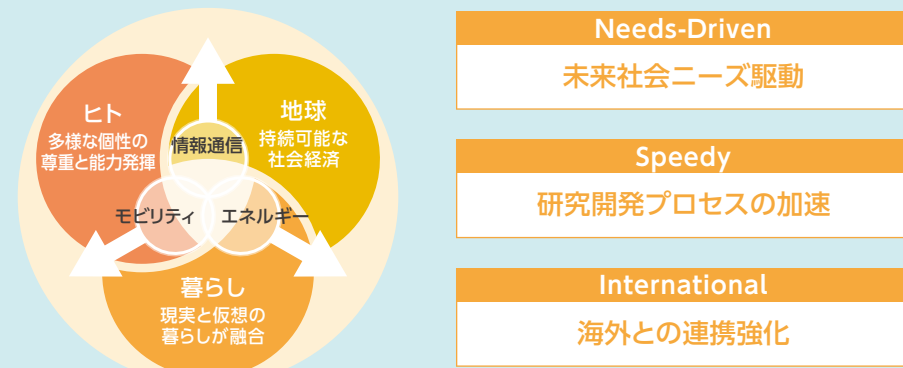 ヒト
多様な個性の
尊重と能力発揮
地球
持続可能な
社会経済
情報通信
モビリティ
エネルギー
暮らし
現実と仮想の
暮らしが融合
Needs-Driven
未来社会ニーズ駆動
Speedy
研究開発プロセスの加速
International
海外との連携強化